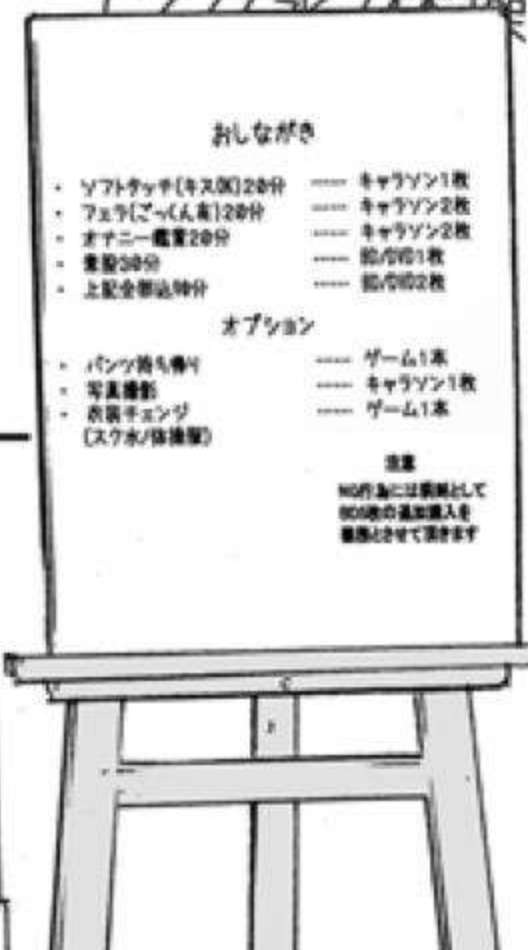 おしながき
・ ソフトタッチ(キスOK)20分 ---- キャラソン1枚
・ フェラ(ごっくん有)20分 ---- キャラソン2枚
・ オナニー鑑賞20分 ---- キャラソン2枚
・ 素股30分 ---- BD/DVD1枚
・ 上記全部込90分 ---- BD/DVD2枚
オプション
・ パンツ持ち帰り ---- ゲーム1本
・ 写真撮影 ---- キャラソン1枚
・ 衣装チェンジ ---- ゲーム1本
(スク水/体操服)
注意
NG行為には罰則として
の追加購入を
義務とさせて頂きます